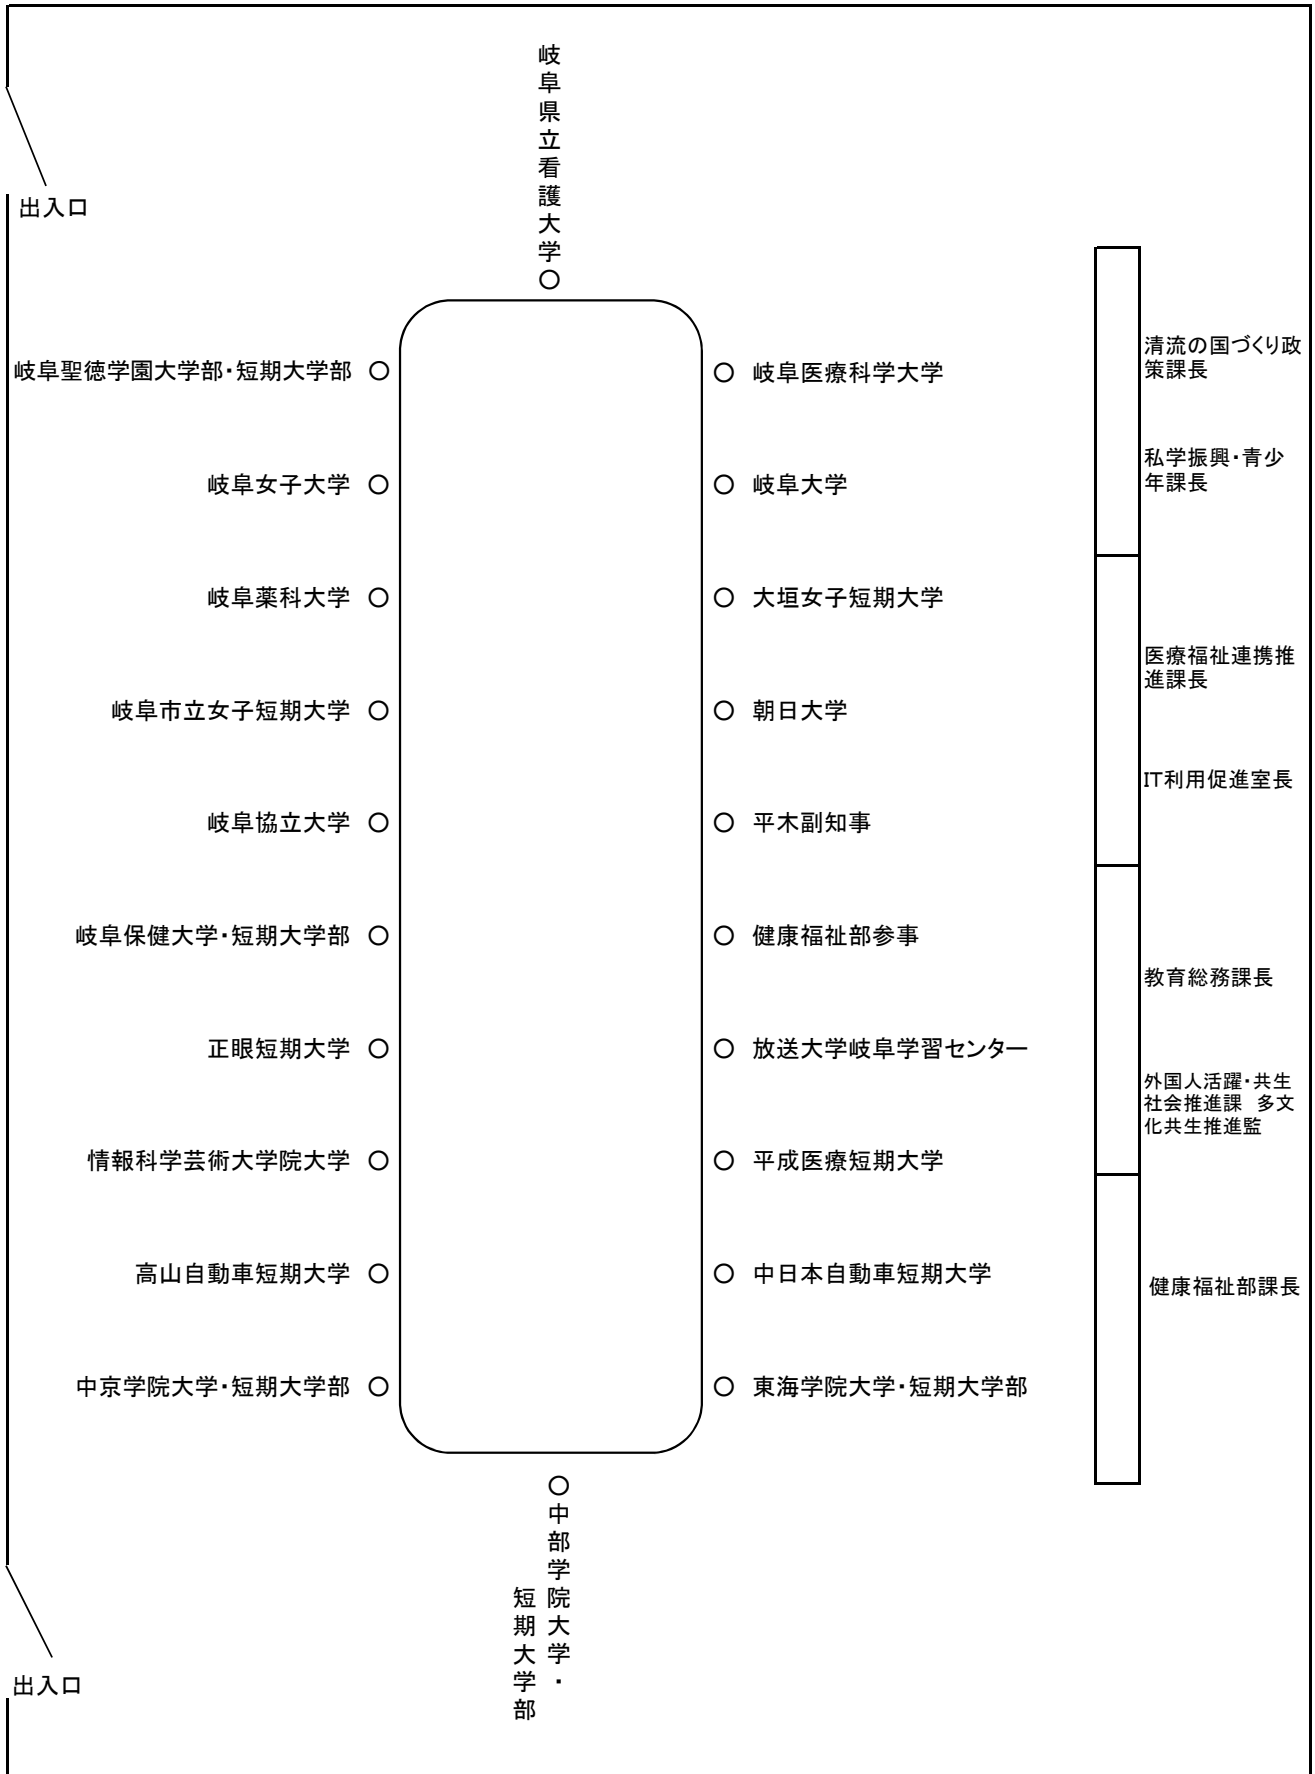 岐阜県立看護大学○
出入口
岐阜聖徳学園大学部・短期大学部 ○
○ 岐阜医療科学大学
清流の国づくり政
策課長
岐阜女子大学 ○
○ 岐阜大学
私学振興・青少
年課長
岐阜薬科大学 ○
○ 大垣女子短期大学
医療福祉連携推
進課長
岐阜市立女子短期大学 ○
○ 朝日大学
IT利用促進室長
岐阜協立大学 ○
○ 平木副知事
岐阜保健大学・短期大学部 ○
○ 健康福祉部参事
教育総務課長
正眼短期大学 ○
○ 放送大学岐阜学習センター
外国人活躍・共生
社会推進課　多文
化共生推進監
情報科学芸術大学院大学 ○
○ 平成医療短期大学
高山自動車短期大学 ○
○ 中日本自動車短期大学
健康福祉部課長
中京学院大学・短期大学部 ○
○ 東海学院大学・短期大学部
○中部学院大学・
短期大学部
出入口